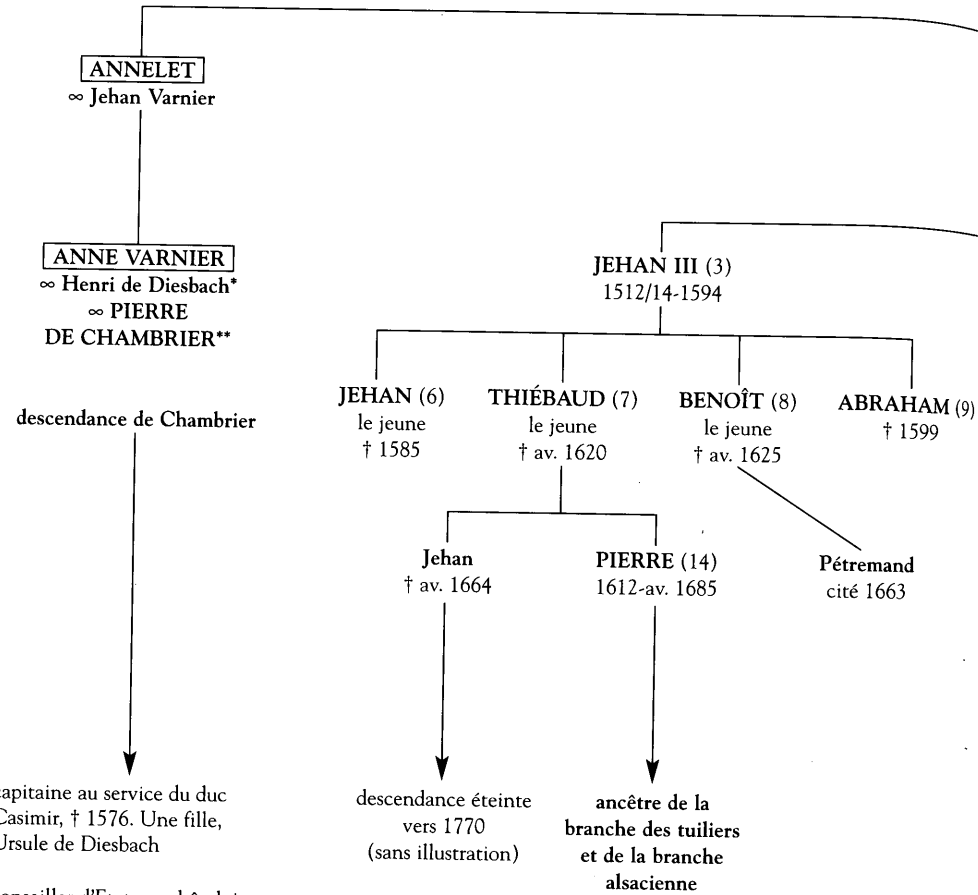 ANNELET
∞ Jehan Varnier
ANNE VARNIER
∞ Henri de Diesbach*
∞ PIERRE
DE CHAMBRIER**
descendance de Chambrier
JEHAN III (3)
1512/14-1594
JEHAN (6)
le jeune
† 1585
THIÉBAUD (7)
le jeune
† av. 1620
BENOÎT (8)
le jeune
† av. 1625
ABRAHAM (9)
† 1599
Jehan
† av. 1664
PIERRE (14)
1612-av. 1685
Pétremand
cité 1663
capitaine au service du duc
Casimir, † 1576. Une fille,
Ursule de Diesbach
descendance éteinte
vers 1770
(sans illustration)
ancêtre de la
branche des tuiliers
et de la branche
alsacienne